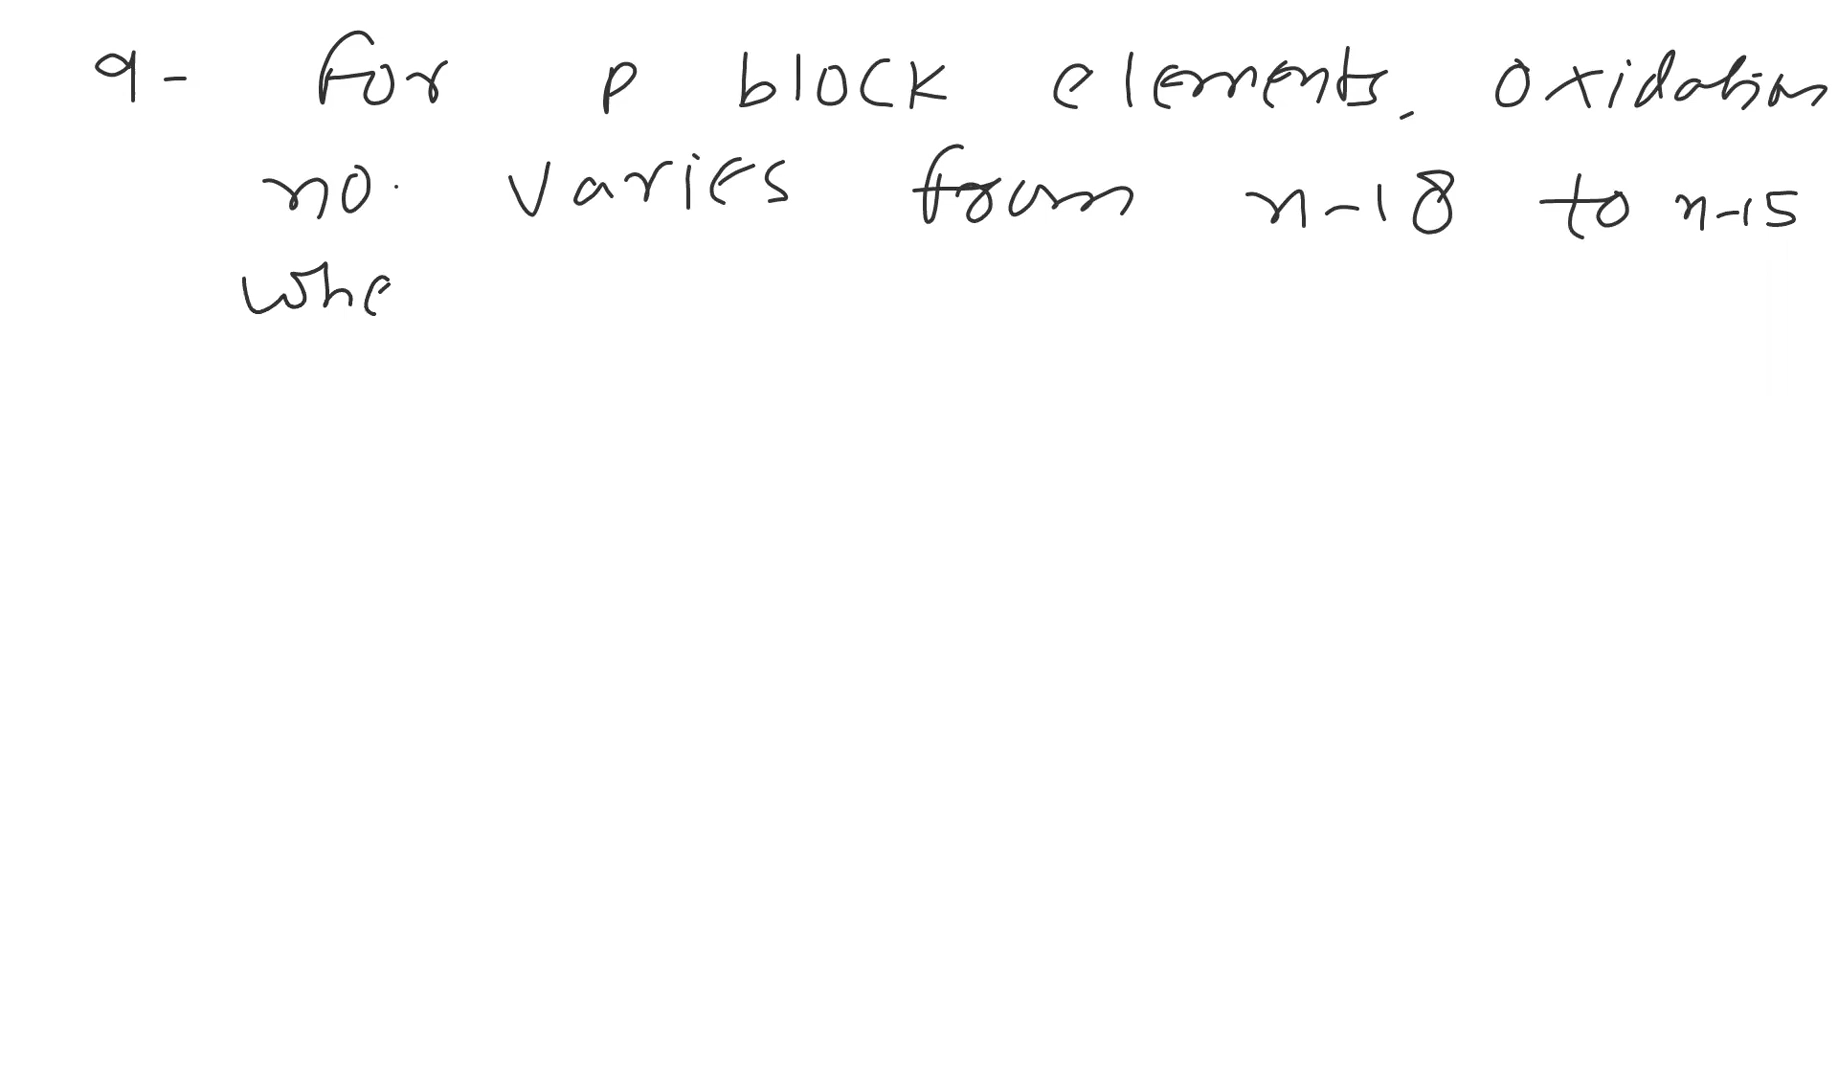 9- For p block elements, oxidation
no. varies from n-18 to n-15
whe